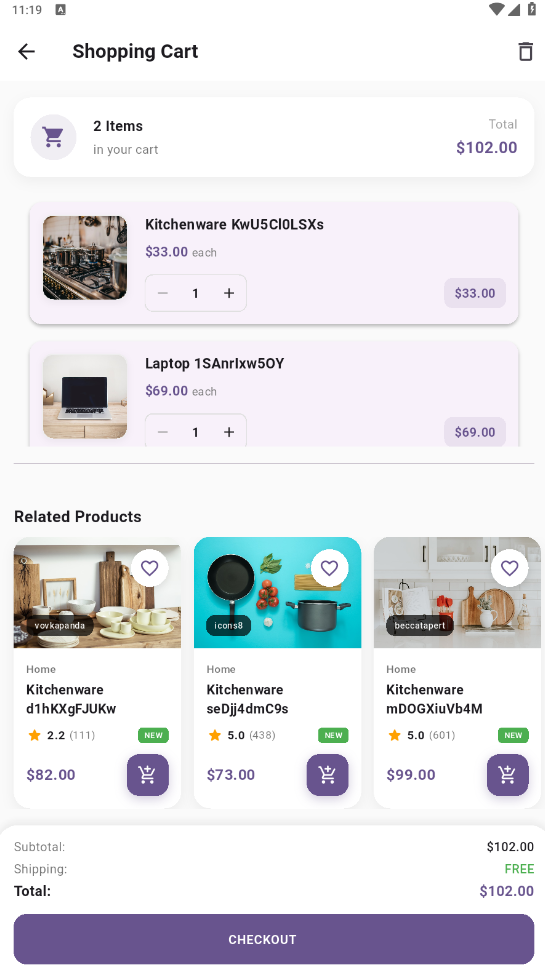 11:19
Shopping Cart
2 Items
in your cart
Total
$102.00
Kitchenware KwU5Cl0LSXs
$33.00 each
1
$33.00
Laptop 1SAnrIxw5OY
$69.00 each
1
$69.00
Related Products
vovkapanda
Home
Kitchenware
d1hKXgFJUKw
2.2 (111)
NEW
$82.00
icons8
Home
Kitchenware
seDjj4dmC9s
5.0 (438)
NEW
$73.00
beccatapert
Home
Kitchenware
mDOGXiuVb4M
5.0 (601)
NEW
$99.00
Subtotal:
$102.00
Shipping:
FREE
Total:
$102.00
CHECKOUT